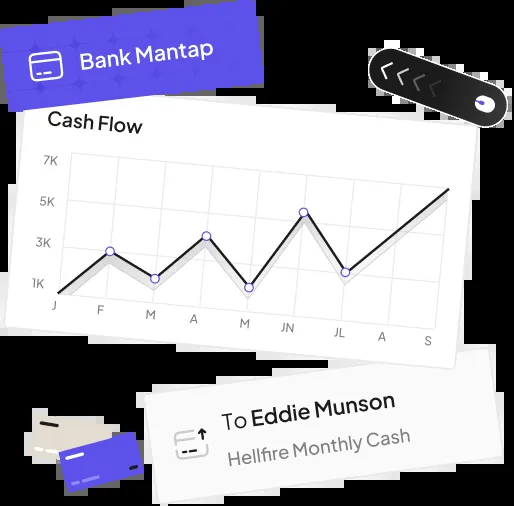 Bank Mantap
Cash Flow
7K
5K
3K
1K
J F M A M JN JL A S
To Eddie Munson
Hellfire Monthly Cash